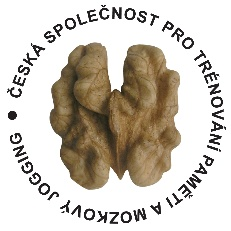 ČESKÁ SPOLEČNOST PRO TRÉNOVÁNÍ PAMĚTI A MOZKOVÝ JOGGING